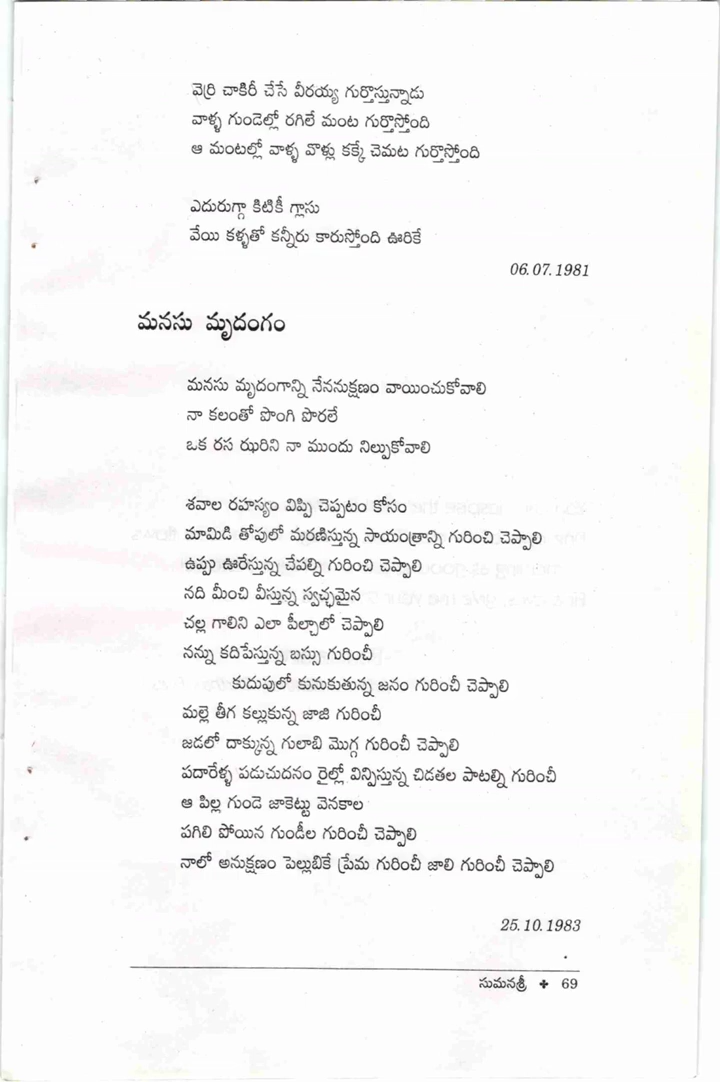 వెర్రి చాకిరీ చేసే వీరయ్య గుర్తొస్తున్నాడు
వాళ్ళ గుండెల్లో రగిలే మంట గుర్తొస్తోంది
ఆ మంటల్లో వాళ్ళ వొళ్లు కక్కే చెమట గుర్తొస్తోంది
ఎదురుగ్గా కిటికీ గ్లాసు
వేయి కళ్ళతో కన్నీరు కారుస్తోంది ఊరికే
06.07.1981
మనసు మృదంగం
మనసు మృదంగాన్ని నేననుక్షణం వాయించుకోవాలి
నా కలంతో పొంగి పొరలే
ఒక రస ఝరిని నా ముందు నిల్పుకోవాలి
శవాల రహస్యం విప్పి చెప్పటం కోసం
మామిడి తోపులో మరణిస్తున్న సాయంత్రాన్ని గురించి చెప్పాలి
ఉప్పు ఊరేస్తున్న చేపల్ని గురించి చెప్పాలి
నది మీంచి వీస్తున్న స్వచ్ఛమైన
చల్ల గాలిని ఎలా పీల్చాలో చెప్పాలి
నన్ను కదిపేస్తున్న బస్సు గురించీ
కుదుపులో కునుకుతున్న జనం గురించీ చెప్పాలి
మల్లె తీగ కల్లుకున్న జాజి గురించీ
జడలో దాక్కున్న గులాబి మొగ్గ గురించీ చెప్పాలి
పదారేళ్ళ పడుచుదనం రైల్లో విన్పిస్తున్న చిడతల పాటల్ని గురించీ
ఆ పిల్ల గుండె జాకెట్టు వెనకాల
పగిలి పోయిన గుండీల గురించీ చెప్పాలి
నాలో అనుక్షణం పెల్లుబికే ప్రేమ గురించీ జాలి గురించీ చెప్పాలి
25.10.1983
సుమనశ్రీ ✤ 69